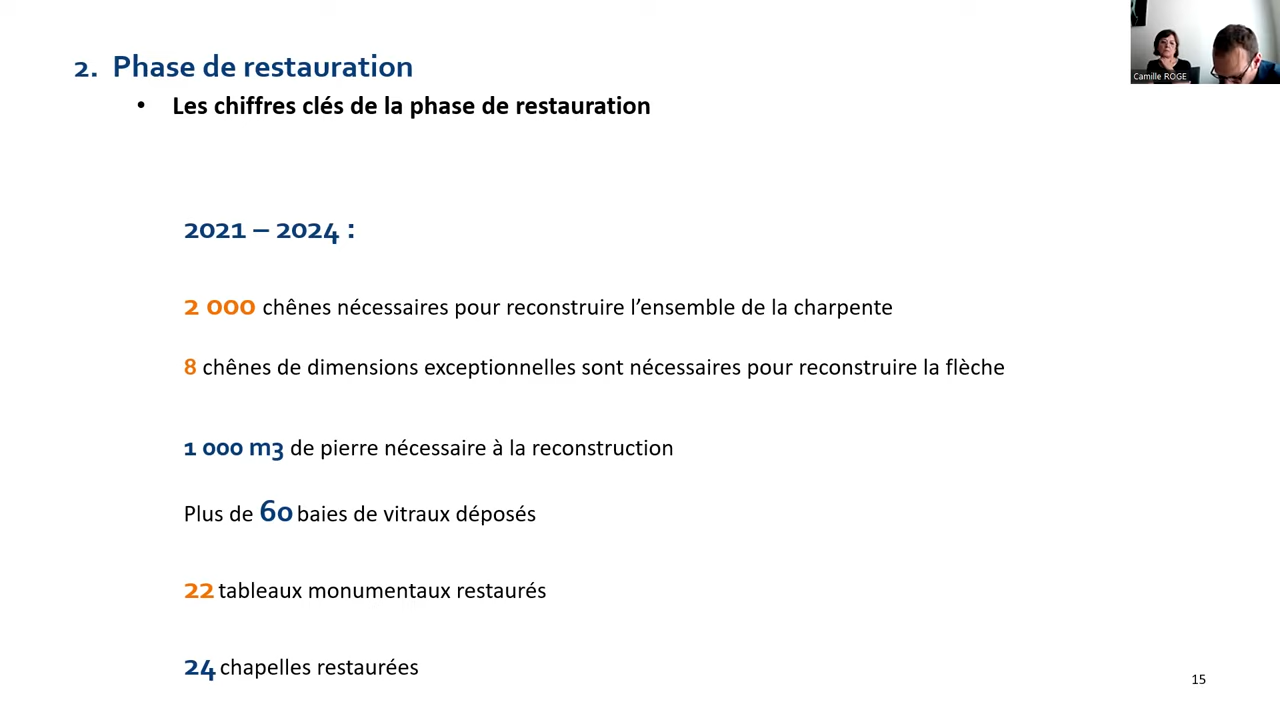 2. Phase de restauration
• Les chiffres clés de la phase de restauration
Camille ROGE
2021 – 2024 :
2 000 chênes nécessaires pour reconstruire l’ensemble de la charpente
8 chênes de dimensions exceptionnelles sont nécessaires pour reconstruire la flèche
1 000 m3 de pierre nécessaire à la reconstruction
Plus de 60 baies de vitraux déposés
22 tableaux monumentaux restaurés
24 chapelles restaurées
15